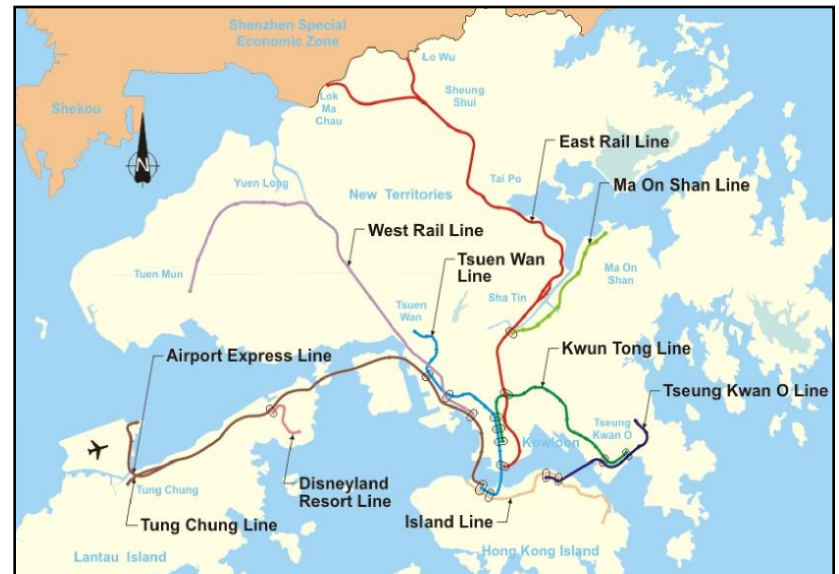 Shenzhen Special
Economic Zone
Lo Wu
Shekou
Lok
Ma
Chau
Sheung
Shui
N
East Rail Line
Tai Po
Ma On Shan Line
Yuen Long
New Territories
West Rail Line
Tsuen Wan
Line
Tuen Mun
Ma On
Shan
Sha Tin
Tsuen
Wan
Airport Express Line
Kwun Tong Line
Tseung Kwan O Line
Tseung
Kwan O
Kowloon
Disneyland
Resort Line
Tung Chung
Tung Chung Line
Island Line
Lantau Island
Hong Kong Island